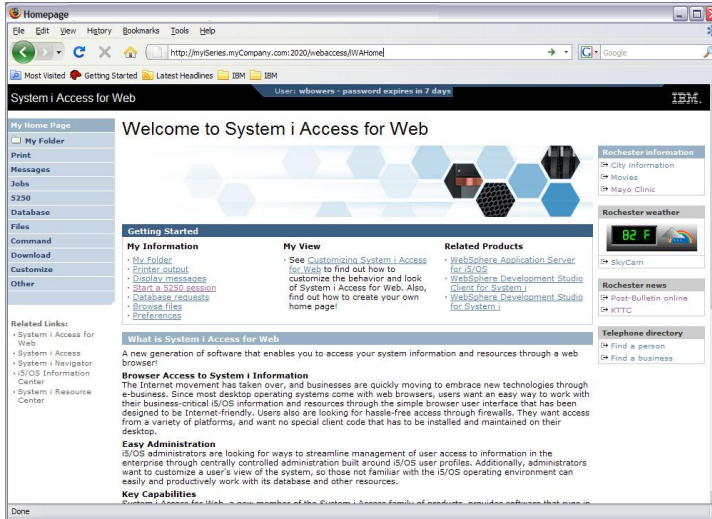 Homepage
File Edit View History Bookmarks Tools Help
http://myiSeries.myCompany.com:2020/webaccess/iWAHome
Google
Most Visited Getting Started Latest Headlines IBM IBM
System i Access for Web
User: wbowers - password expires in 7 days
IBM.
My Home Page
My Folder
Print
Messages
Jobs
5250
Database
Files
Command
Download
Customize
Other
Related Links:
• System i Access for
Web
• System i Access
• System i Navigator
• i5/OS Information
Center
• System i Resource
Center
Welcome to System i Access for Web
Getting Started
My Information
• My Folder
• Printer output
• Display messages
• Start a 5250 session
• Database requests
• Browse files
• Preferences
My View
• See Customizing System i Access
for Web to find out how to
customize the behavior and look
of System i Access for Web. Also,
find out how to create your own
home page!
Related Products
• WebSphere Application Server
for i5/OS
• WebSphere Development Studio
Client for System i
• WebSphere Development Studio
for System i
What is System i Access for Web
A new generation of software that enables you to access your system information and resources through a web
browser!
Browser Access to System i Information
The Internet movement has taken over, and businesses are quickly moving to embrace new technologies through
e-business. Since most desktop operating systems come with web browsers, users want an easy way to work with
their business-critical i5/OS information and resources through the simple browser user interface that has been
designed to be Internet-friendly. Users also are looking for hassle-free access through firewalls. They want access
from a variety of platforms, and want no special client code that has to be installed and maintained on their
desktop.
Easy Administration
i5/OS administrators are looking for ways to streamline management of user access to information in the
enterprise through centrally controlled administration built around i5/OS user profiles. Additionally, administrators
want to customize a user's view of the system, so those not familiar with the i5/OS operating environment can
easily and productively work with its database and other resources.
Key Capabilities
System i Access for Web, a new member of the System i Access family of products, provides software that runs in
Rochester information
City information
Movies
Mayo Clinic
Rochester weather
82 F
SkyCam
Rochester news
Post-Bulletin online
KTTC
Telephone directory
Find a person
Find a business
Done